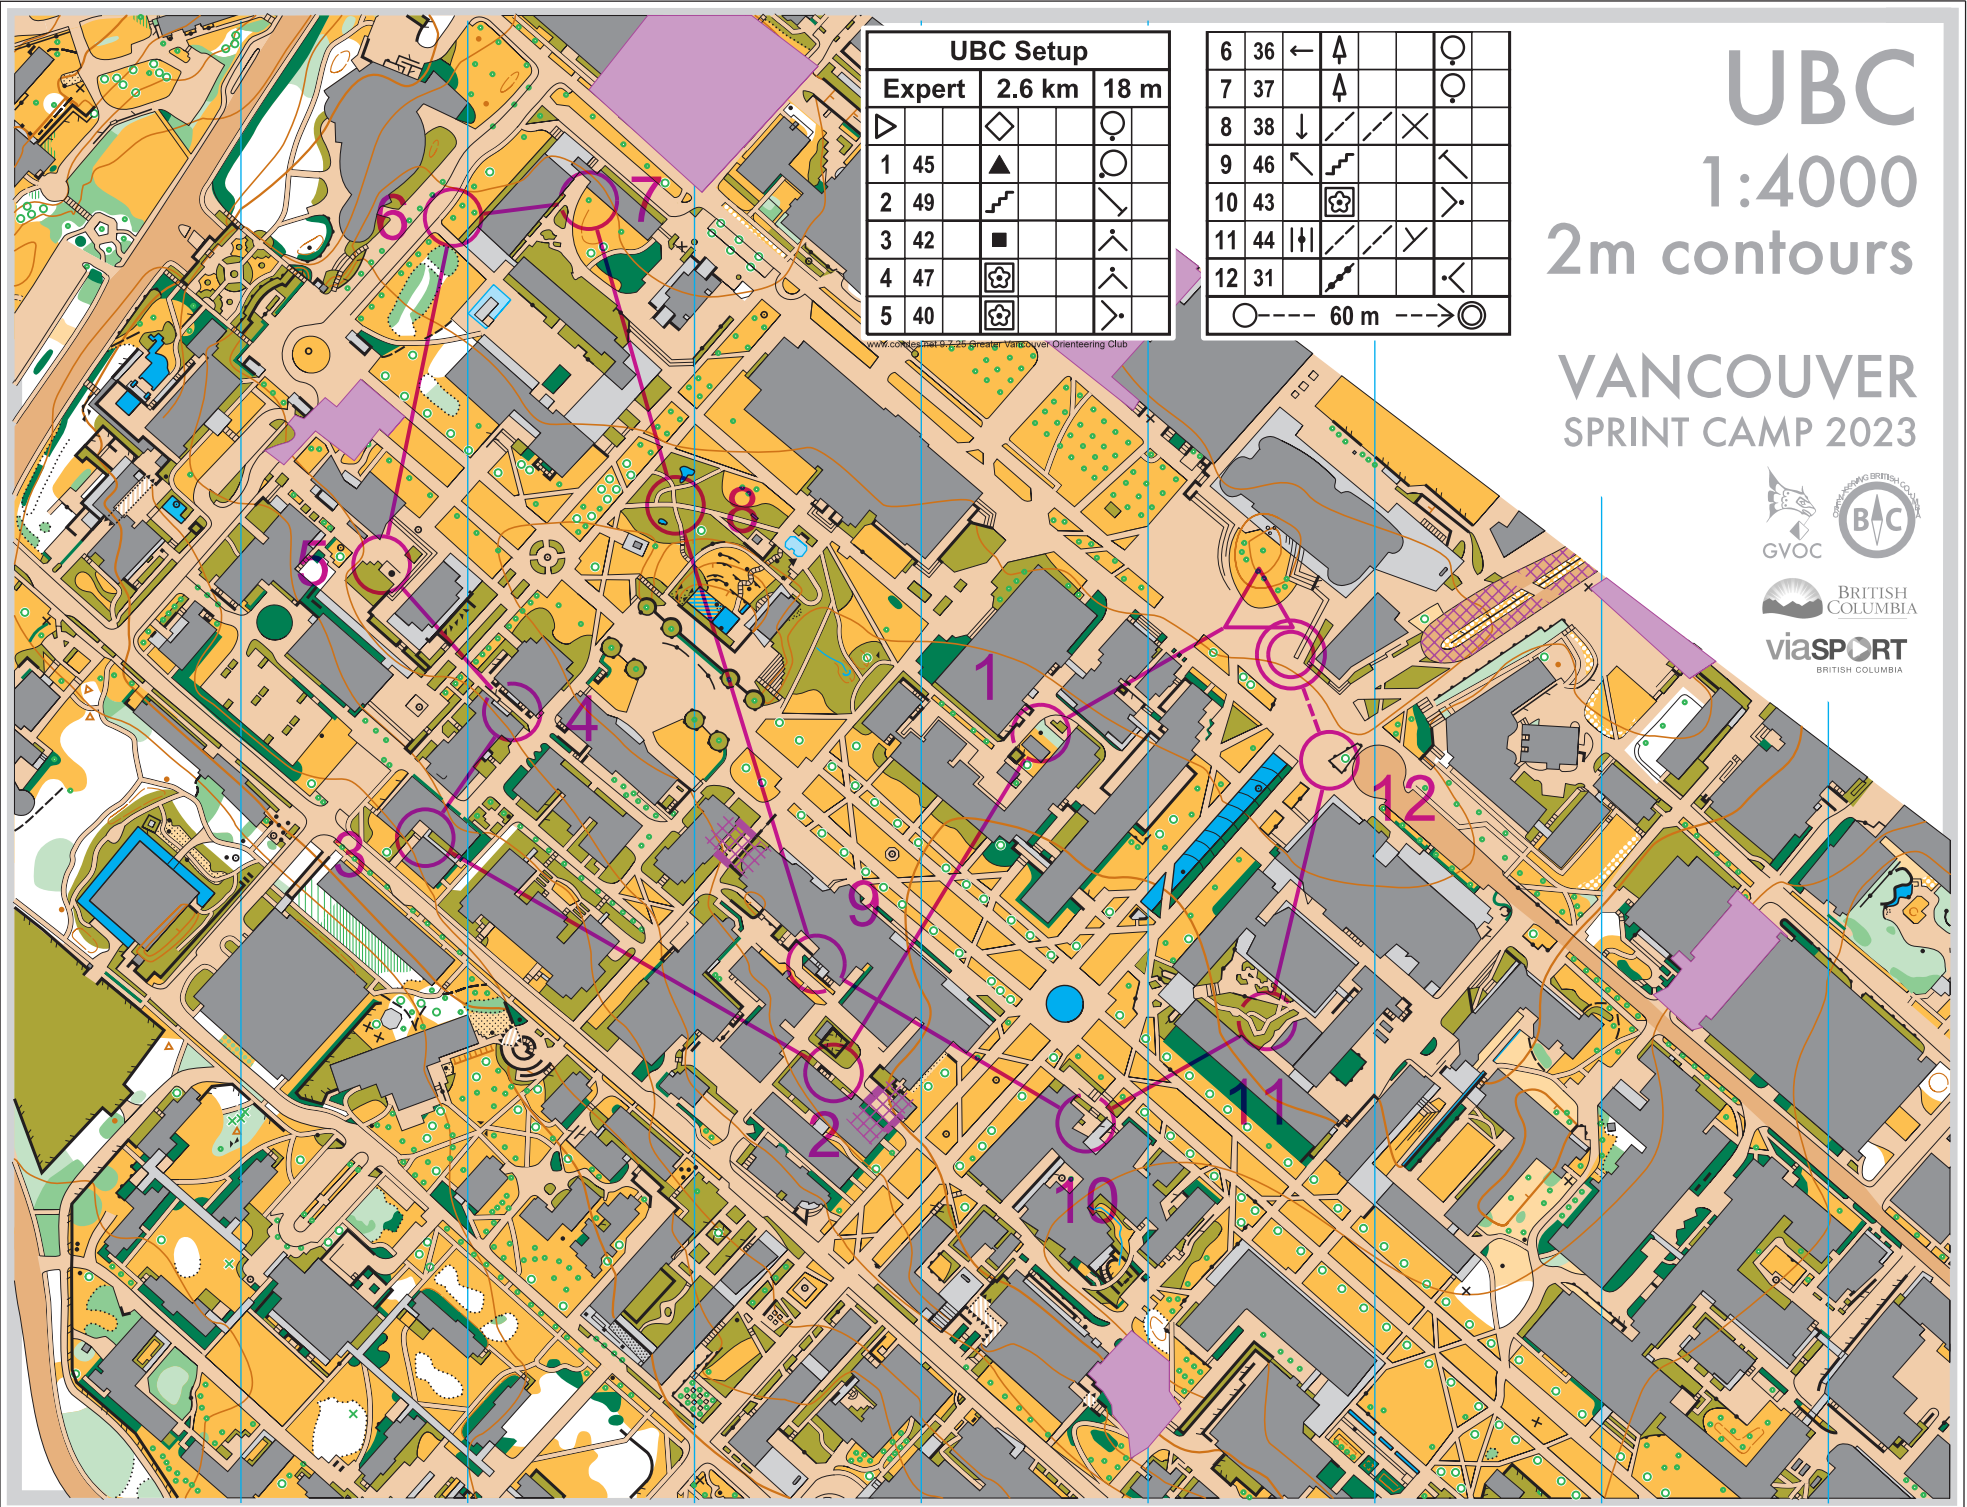 UBC Setup
Expert 2.6 km 18 m
1 45
2 49
3 42
4 47
5 40
www.condes.net 9.7.25 Greater Vancouver Orienteering Club
6 36
7 37
8 38
9 46
10 43
11 44
12 31
60 m
UBC
1:4000
2m contours
VANCOUVER
SPRINT CAMP 2023
GVOC
ORIENTEERING BRITISH COLUMBIA
BC
BRITISH
COLUMBIA
viaSPORT
BRITISH COLUMBIA
6
7
8
5
4
1
3
12
9
2
11
10